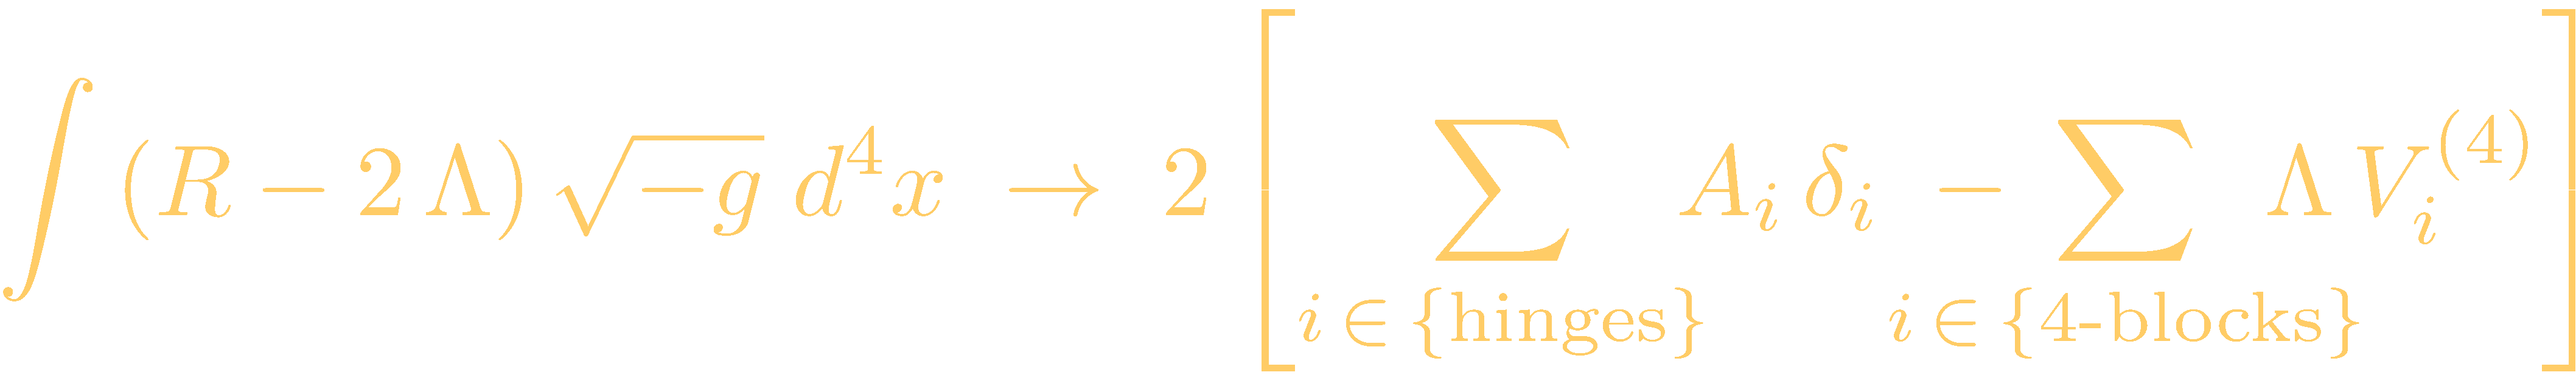 ∫ (R − 2 Λ) √−g d⁴x → 2 [ ∑_{i ∈ {hinges}} A_i δ_i − ∑_{i ∈ {4-blocks}} Λ V_i^{(4)} ]